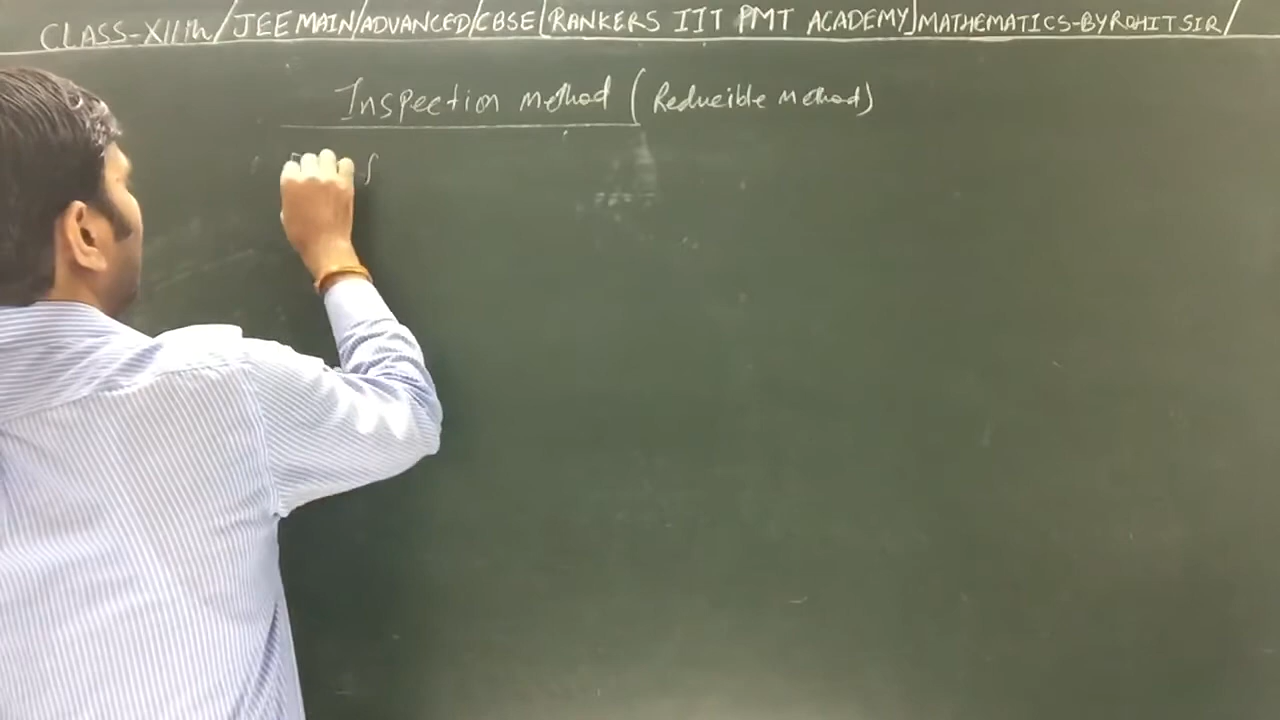 CLASS-XIIth/JEE MAIN/ADVANCED/CBSE[RANKERS IIT PMT ACADEMY]MATHEMATICS-BY ROHIT SIR/
Inspection Method (Reducible Method)